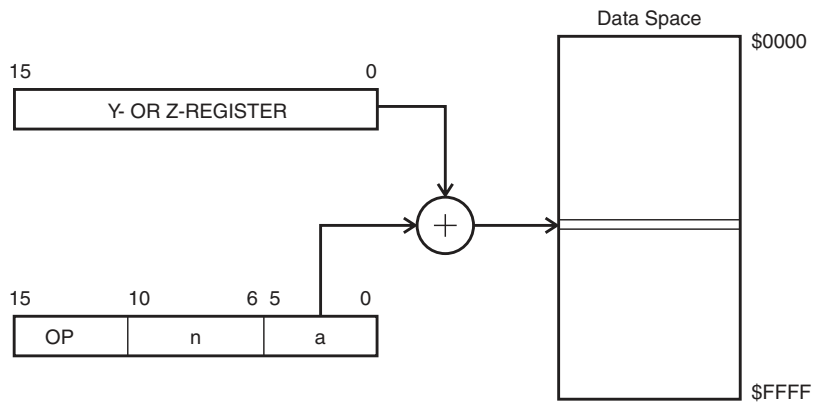 Data Space
$0000
15 0
Y- OR Z-REGISTER
+
15 10 6 5 0
OP n a
$FFFF